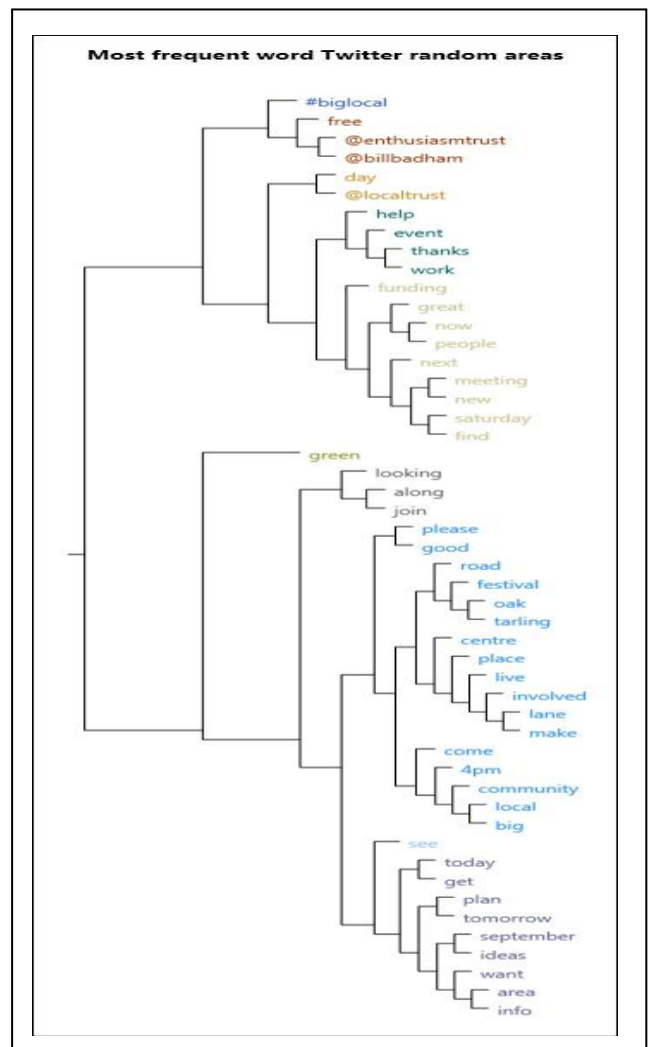 Most frequent word Twitter random areas
#biglocal
free
@enthusiasmtrust
@billbadham
day
@localtrust
help
event
thanks
work
funding
great
now
people
next
meeting
new
saturday
find
green
looking
along
join
please
good
road
festival
oak
tarling
centre
place
live
involved
lane
make
come
4pm
community
local
big
see
today
get
plan
tomorrow
september
ideas
want
area
info